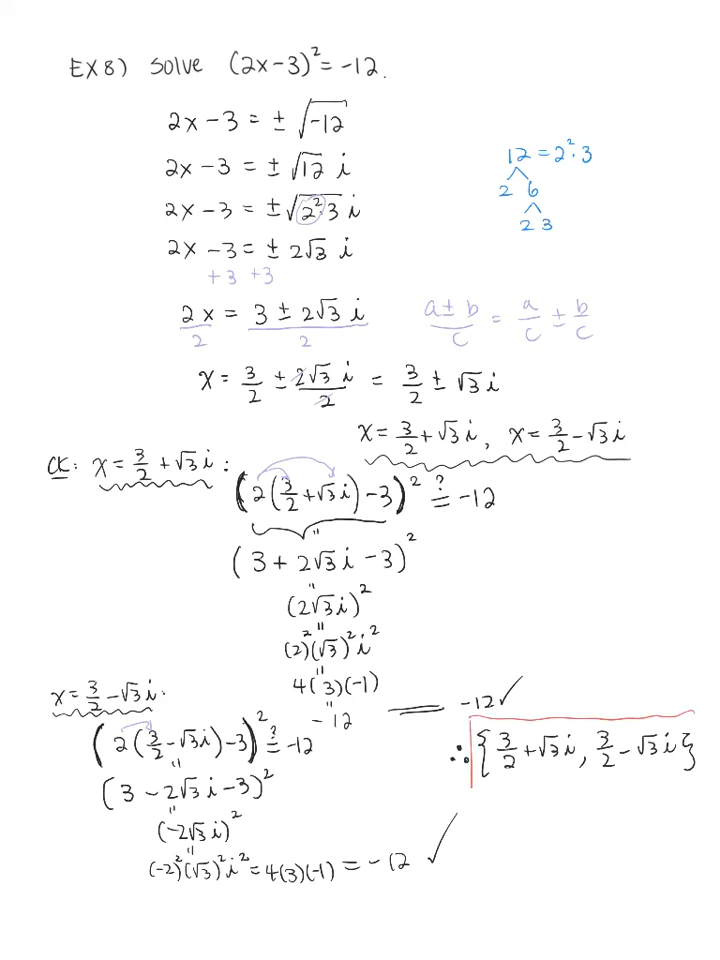 EX 8) Solve (2x-3)² = -12.
2x - 3 = ± √-12
2x - 3 = ± √12 i
12 = 2²·3
2 6
2 3
2x - 3 = ± √2²·3 i
2x - 3 = ± 2√3 i
+3 +3
2x/2 = (3 ± 2√3 i)/2
(a ± b)/c = a/c ± b/c
x = 3/2 ± 2√3 i/2 = 3/2 ± √3 i
x = 3/2 + √3 i, x = 3/2 - √3 i
CK: x = 3/2 + √3 i:
(2(3/2 + √3 i) - 3)² ≟ -12
"
(3 + 2√3 i - 3)²
"
(2√3 i)²
"
(2)²(√3)² i²
"
4(3)(-1)
"
-12 = -12 ✓
x = 3/2 - √3 i:
(2(3/2 - √3 i) - 3)² ≟ -12
"
(3 - 2√3 i - 3)²
"
(-2√3 i)²
"
(-2)²(√3)² i² = 4(3)(-1) = -12 ✓
∴ {3/2 + √3 i, 3/2 - √3 i}